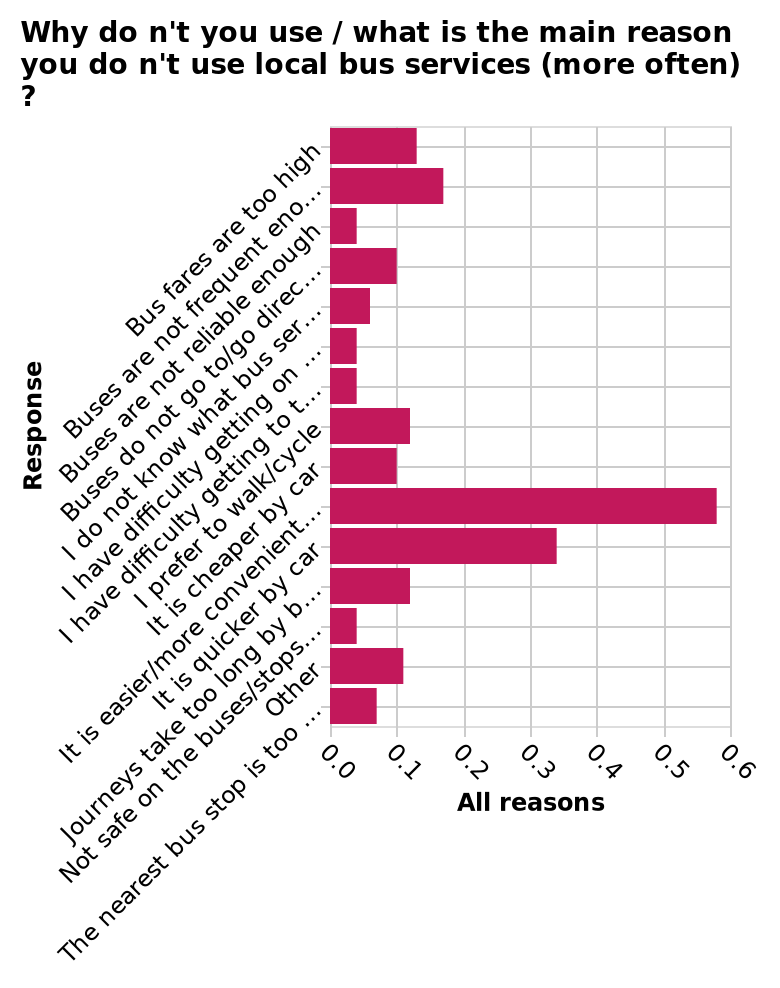 Why do n't you use / what is the main reason
you do n't use local bus services (more often)
?
Response
Bus fares are too high
Buses are not frequent eno…
Buses are not reliable enough
Buses do not go to/go direc…
I do not know what bus ser…
I have difficulty getting on …
I have difficulty getting to t…
I prefer to walk/cycle
It is cheaper by car
It is easier/more convenient…
It is quicker by car
Journeys take too long by b…
Not safe on the buses/stops…
Other
The nearest bus stop is too …
0.0 0.1 0.2 0.3 0.4 0.5 0.6
All reasons